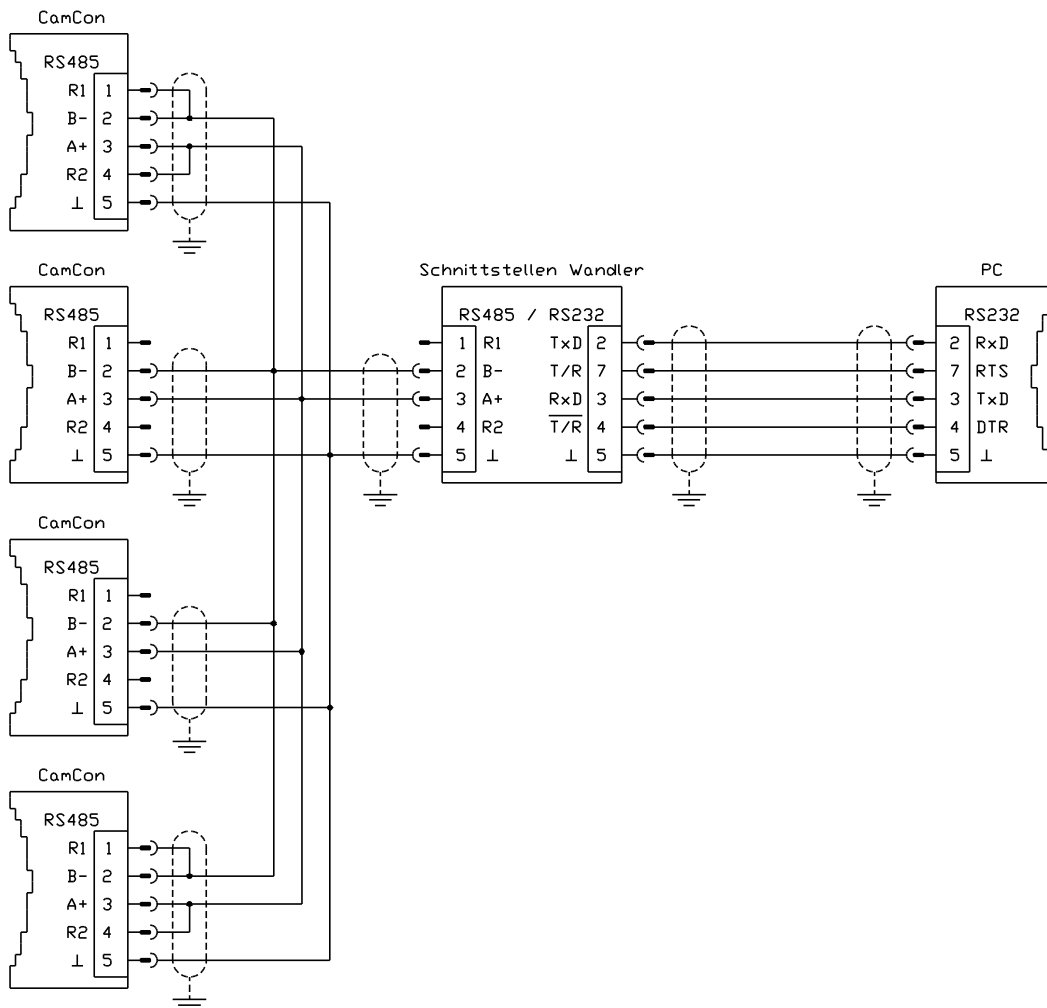 CamCon
RS485
R1 1
B- 2
A+ 3
R2 4
⊥ 5
CamCon
RS485
R1 1
B- 2
A+ 3
R2 4
⊥ 5
Schnittstellen Wandler
RS485 / RS232
1 R1 TxD 2
2 B- T/R 7
3 A+ RxD 3
4 R2 T/R 4
5 ⊥ ⊥ 5
PC
RS232
2 RxD
7 RTS
3 TxD
4 DTR
5 ⊥
CamCon
RS485
R1 1
B- 2
A+ 3
R2 4
⊥ 5
CamCon
RS485
R1 1
B- 2
A+ 3
R2 4
⊥ 5